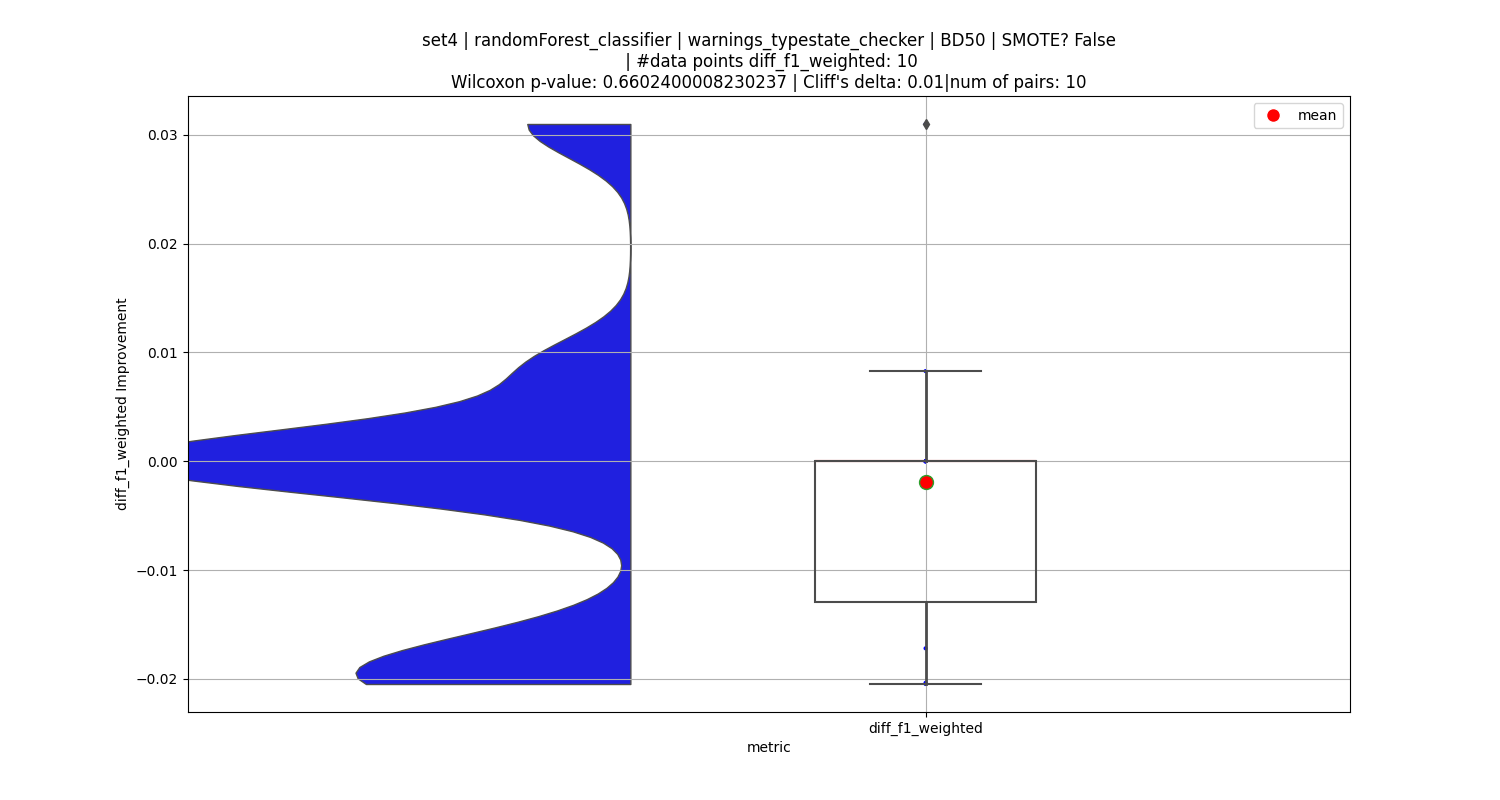 set4 | randomForest_classifier | warnings_typestate_checker | BD50 | SMOTE? False
| #data points diff_f1_weighted: 10
Wilcoxon p-value: 0.6602400008230237 | Cliff's delta: 0.01|num of pairs: 10
mean
0.03
0.02
0.01
0.00
−0.01
−0.02
diff_f1_weighted Improvement
diff_f1_weighted
metric